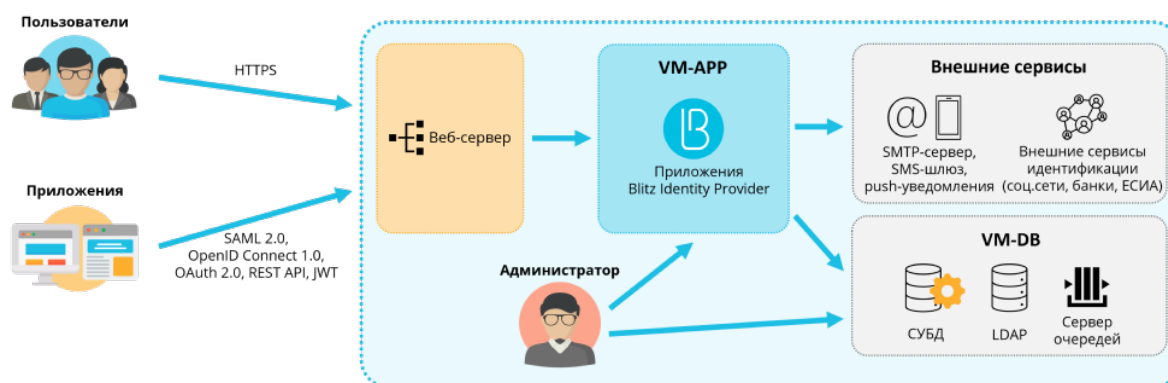 Пользователи
HTTPS
Приложения
SAML 2.0,
OpenID Connect 1.0,
OAuth 2.0, REST API, JWT
Веб-сервер
VM-APP
Приложения
Blitz Identity Provider
Администратор
Внешние сервисы
@
SMTP-сервер,
SMS-шлюз,
push-уведомления
Внешние сервисы
идентификации
(соц.сети, банки, ЕСИА)
VM-DB
СУБД
LDAP
Сервер
очередей